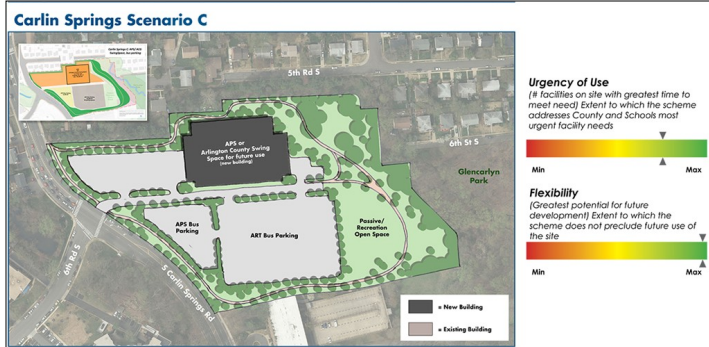 Carlin Springs Scenario C
5th Rd S
6th St S
Glencarlyn
Park
APS or
Arlington County Swing
Space for future use
(new building)
APS Bus
Parking
ART Bus Parking
Passive/
Recreation
Open Space
6th Rd S
S Carlin Springs Rd
= New Building
= Existing Building
Urgency of Use
(# facilities on site with greatest time to
meet need) Extent to which the scheme
addresses County and Schools most
urgent facility needs
Min
Max
Flexibility
(Greatest potential for future
development) Extent to which the
scheme does not preclude future use of
the site
Min
Max